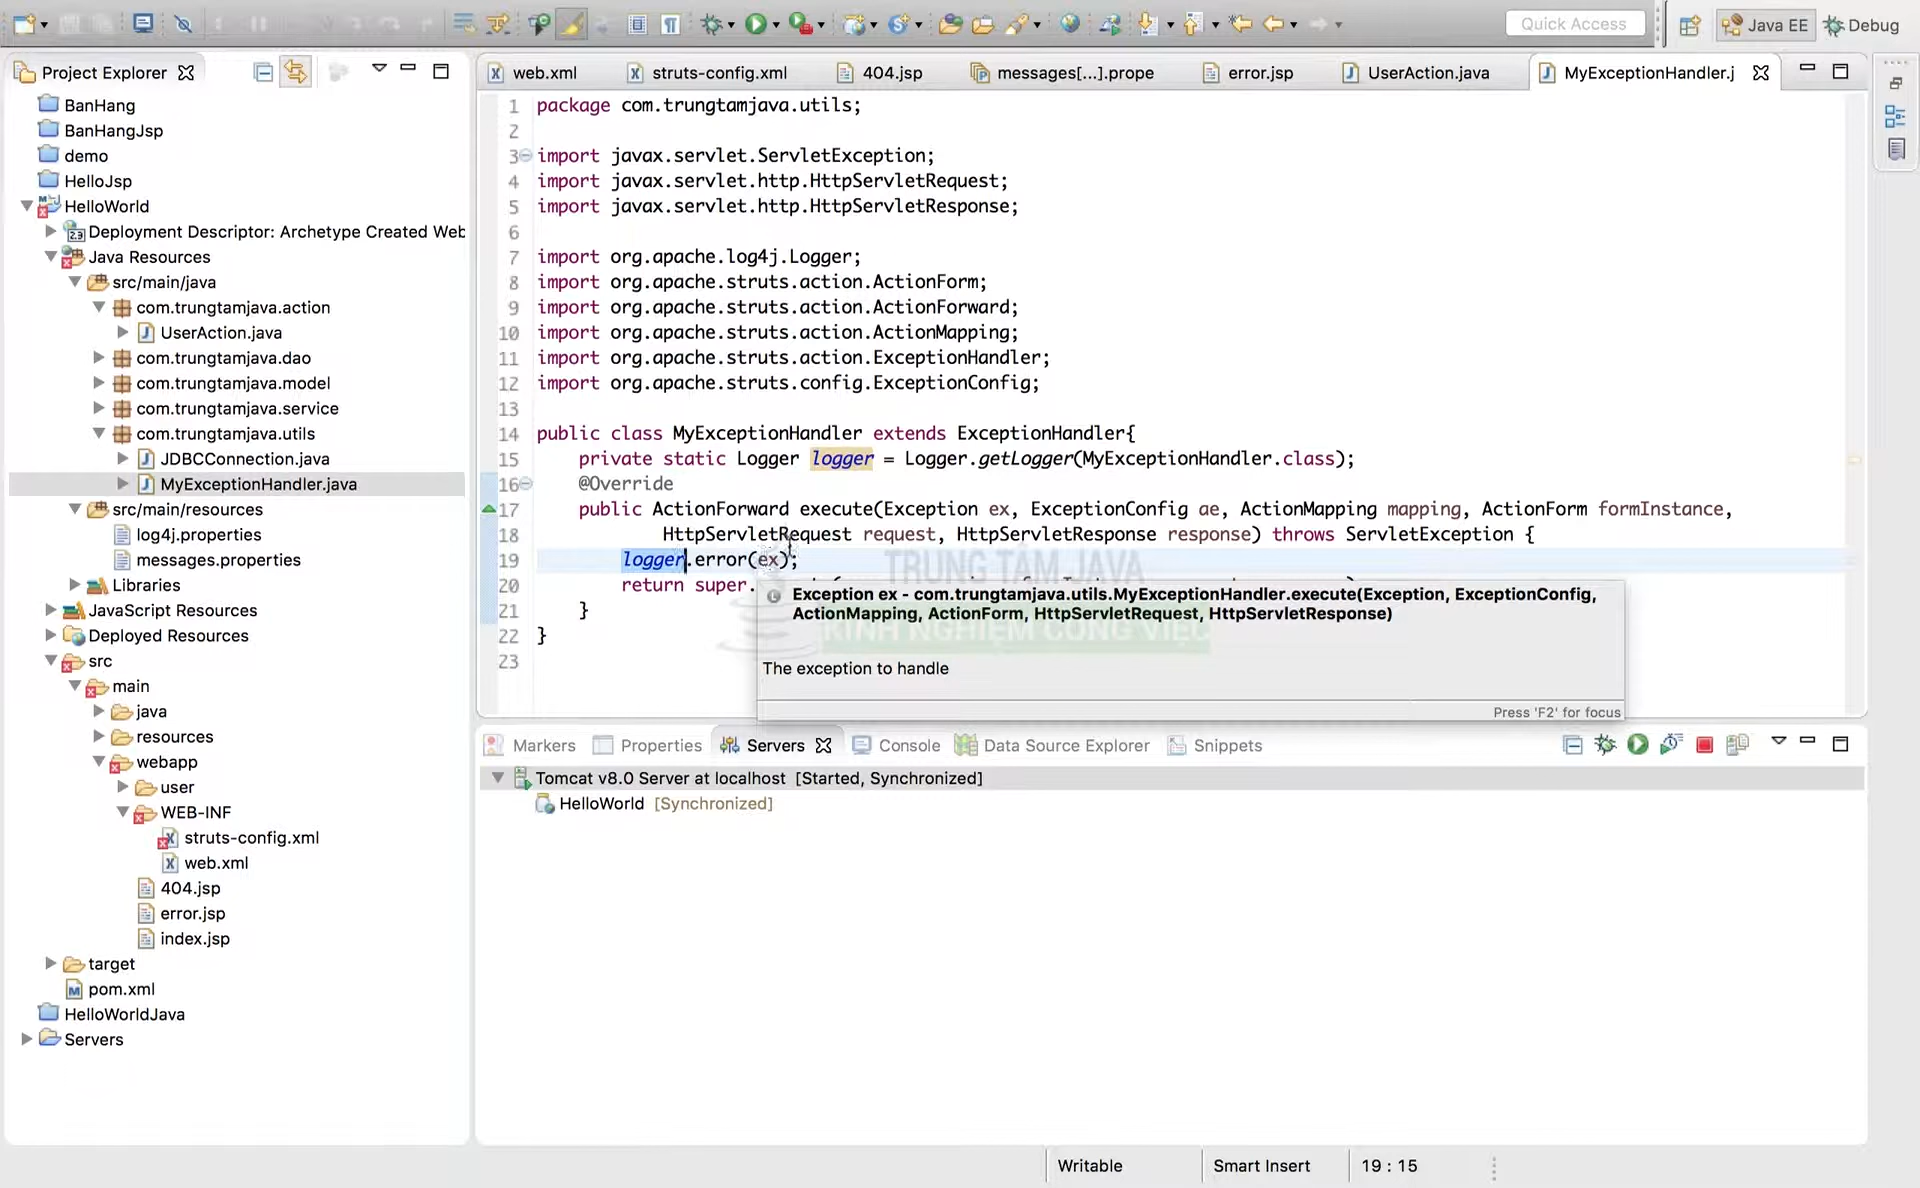 Quick Access
Java EE
Debug
Project Explorer
BanHang
BanHangJsp
demo
HelloJsp
HelloWorld
Deployment Descriptor: Archetype Created Web
Java Resources
src/main/java
com.trungtamjava.action
UserAction.java
com.trungtamjava.dao
com.trungtamjava.model
com.trungtamjava.service
com.trungtamjava.utils
JDBCConnection.java
MyExceptionHandler.java
src/main/resources
log4j.properties
messages.properties
Libraries
JavaScript Resources
Deployed Resources
src
main
java
resources
webapp
user
WEB-INF
struts-config.xml
web.xml
404.jsp
error.jsp
index.jsp
target
pom.xml
HelloWorldJava
Servers
web.xml
struts-config.xml
404.jsp
messages[...].prope
error.jsp
UserAction.java
MyExceptionHandler.j
1 package com.trungtamjava.utils;
2
3 import javax.servlet.ServletException;
4 import javax.servlet.http.HttpServletRequest;
5 import javax.servlet.http.HttpServletResponse;
6
7 import org.apache.log4j.Logger;
8 import org.apache.struts.action.ActionForm;
9 import org.apache.struts.action.ActionForward;
10 import org.apache.struts.action.ActionMapping;
11 import org.apache.struts.action.ExceptionHandler;
12 import org.apache.struts.config.ExceptionConfig;
13
14 public class MyExceptionHandler extends ExceptionHandler{
15 private static Logger logger = Logger.getLogger(MyExceptionHandler.class);
16 @Override
17 public ActionForward execute(Exception ex, ExceptionConfig ae, ActionMapping mapping, ActionForm formInstance,
18 HttpServletRequest request, HttpServletResponse response) throws ServletException {
19 logger.error(ex);
20 return super.
21 }
22 }
23
TRUNG TÂM JAVA
KINH NGHIỆM CÔNG VIỆC
Exception ex - com.trungtamjava.utils.MyExceptionHandler.execute(Exception, ExceptionConfig,
ActionMapping, ActionForm, HttpServletRequest, HttpServletResponse)
The exception to handle
Press 'F2' for focus
Markers
Properties
Servers
Console
Data Source Explorer
Snippets
Tomcat v8.0 Server at localhost [Started, Synchronized]
HelloWorld [Synchronized]
Writable
Smart Insert
19 : 15